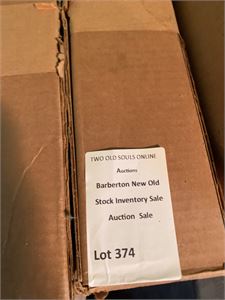 TWO OLD SOULS ONLINE
Auctions
Barberton New Old
Stock Inventory Sale
Auction Sale
Lot 374